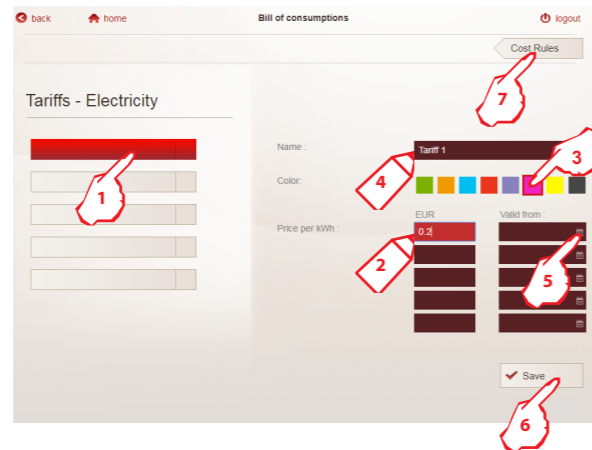 back home Bill of consumptions logout
Cost Rules
7
Tariffs - Electricity
Name : Tariff 1
3
Color:
4
1
EUR Valid from :
Price per kWh : 0.2
2
5
Save
6